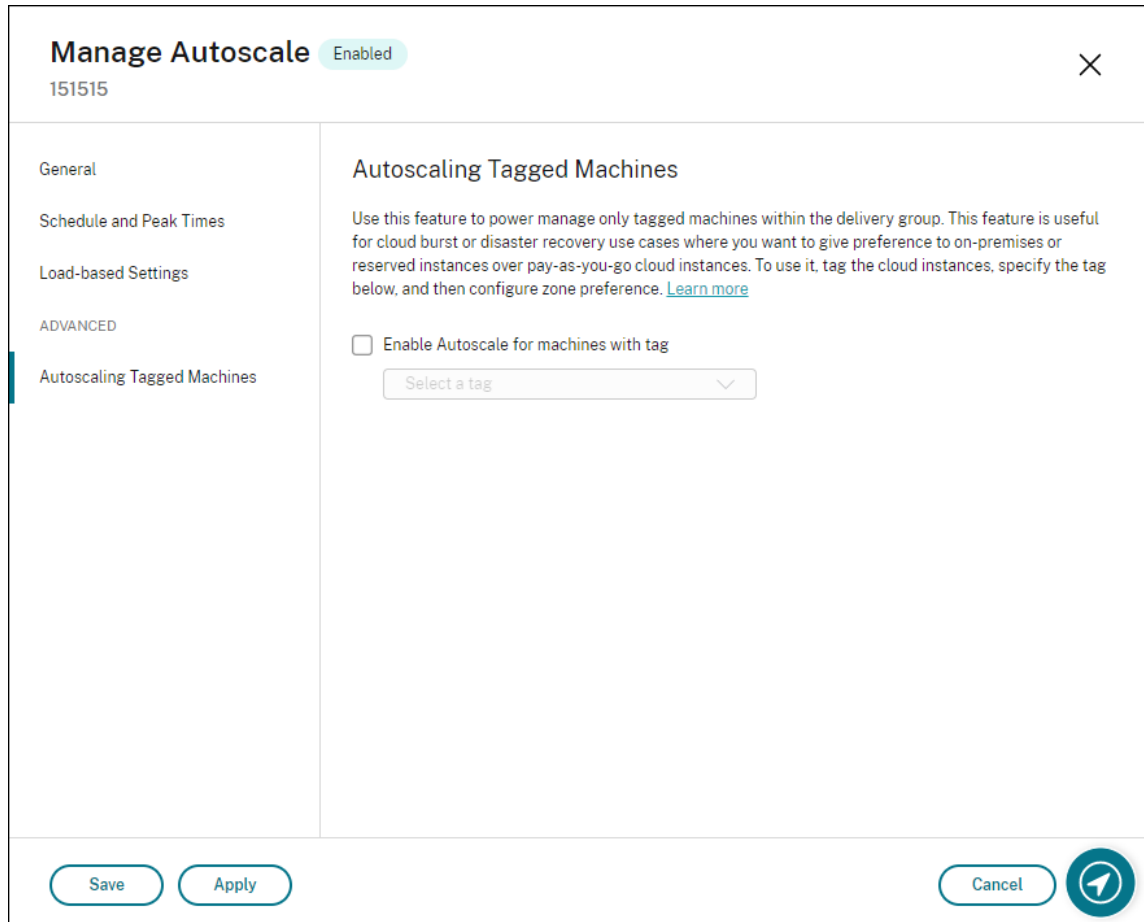 Manage Autoscale Enabled
151515
General
Schedule and Peak Times
Load-based Settings
ADVANCED
Autoscaling Tagged Machines
Autoscaling Tagged Machines
Use this feature to power manage only tagged machines within the delivery group. This feature is useful
for cloud burst or disaster recovery use cases where you want to give preference to on-premises or
reserved instances over pay-as-you-go cloud instances. To use it, tag the cloud instances, specify the tag
below, and then configure zone preference. Learn more
Enable Autoscale for machines with tag
Select a tag
Save Apply Cancel